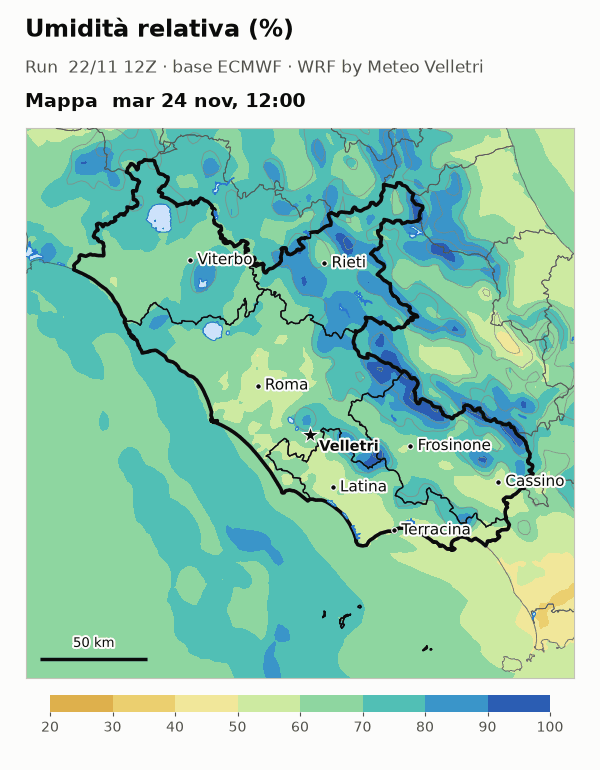 Umidità relativa (%)
Run  22/11 12Z · base ECMWF · WRF by Meteo Velletri
Mappa  mar 24 nov, 12:00
Viterbo
Rieti
Roma
Velletri
Frosinone
Cassino
Latina
Terracina
50 km
20 30 40 50 60 70 80 90 100